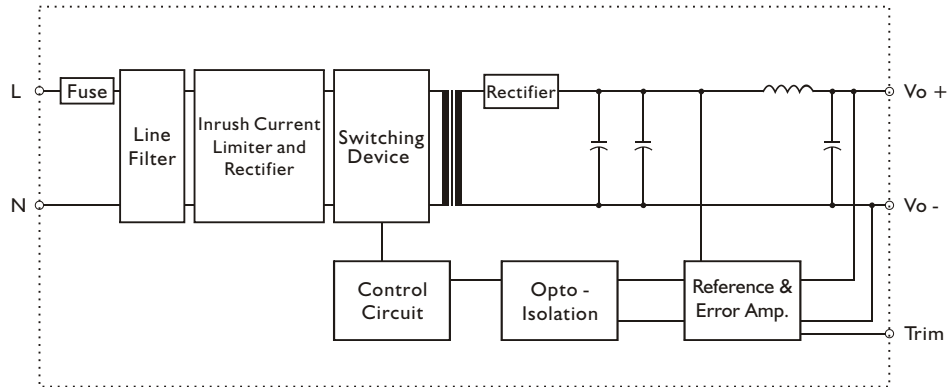 L
Fuse
Line
Filter
Inrush Current
Limiter and
Rectifier
Switching
Device
Rectifier
Vo +
N
Vo -
Control
Circuit
Opto -
Isolation
Reference &
Error Amp.
Trim